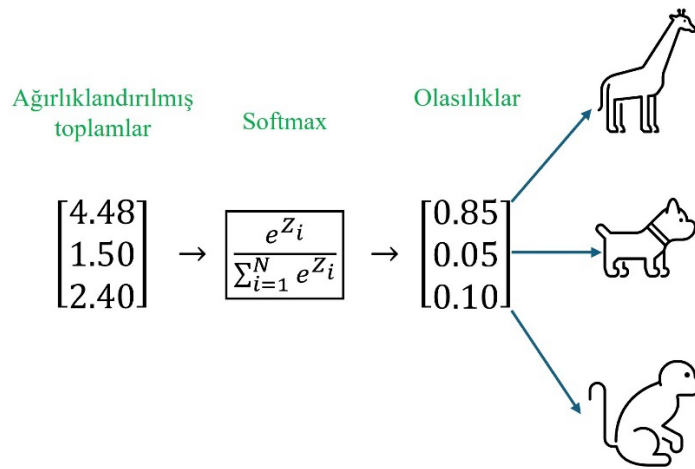 Ağırlıklandırılmış
toplamlar
Softmax
Olasılıklar
[4.48]
[1.50]
[2.40]
→
e^{Z_i}
∑_{i=1}^{N} e^{Z_i}
→
[0.85]
[0.05]
[0.10]